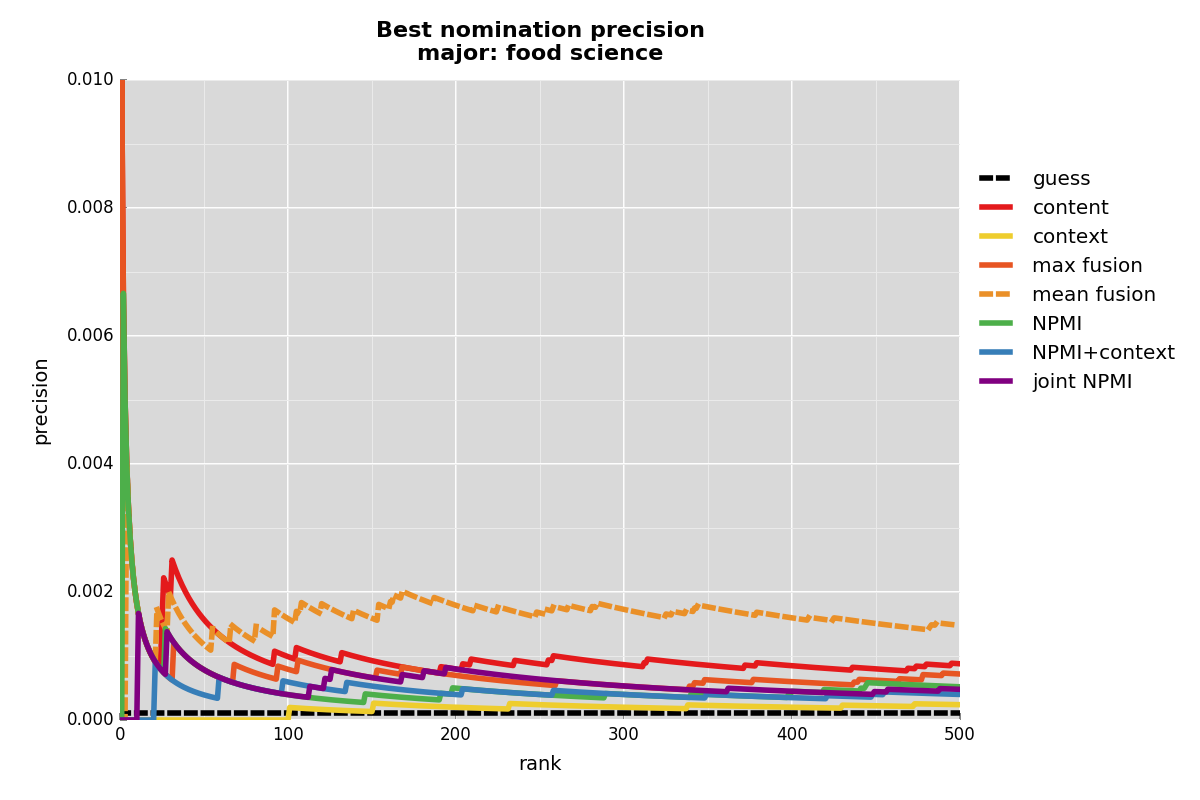 Best nomination precision
major: food science
0.010
0.008
0.006
0.004
0.002
0.000
precision
0
100
200
300
400
500
rank
guess
content
context
max fusion
mean fusion
NPMI
NPMI+context
joint NPMI